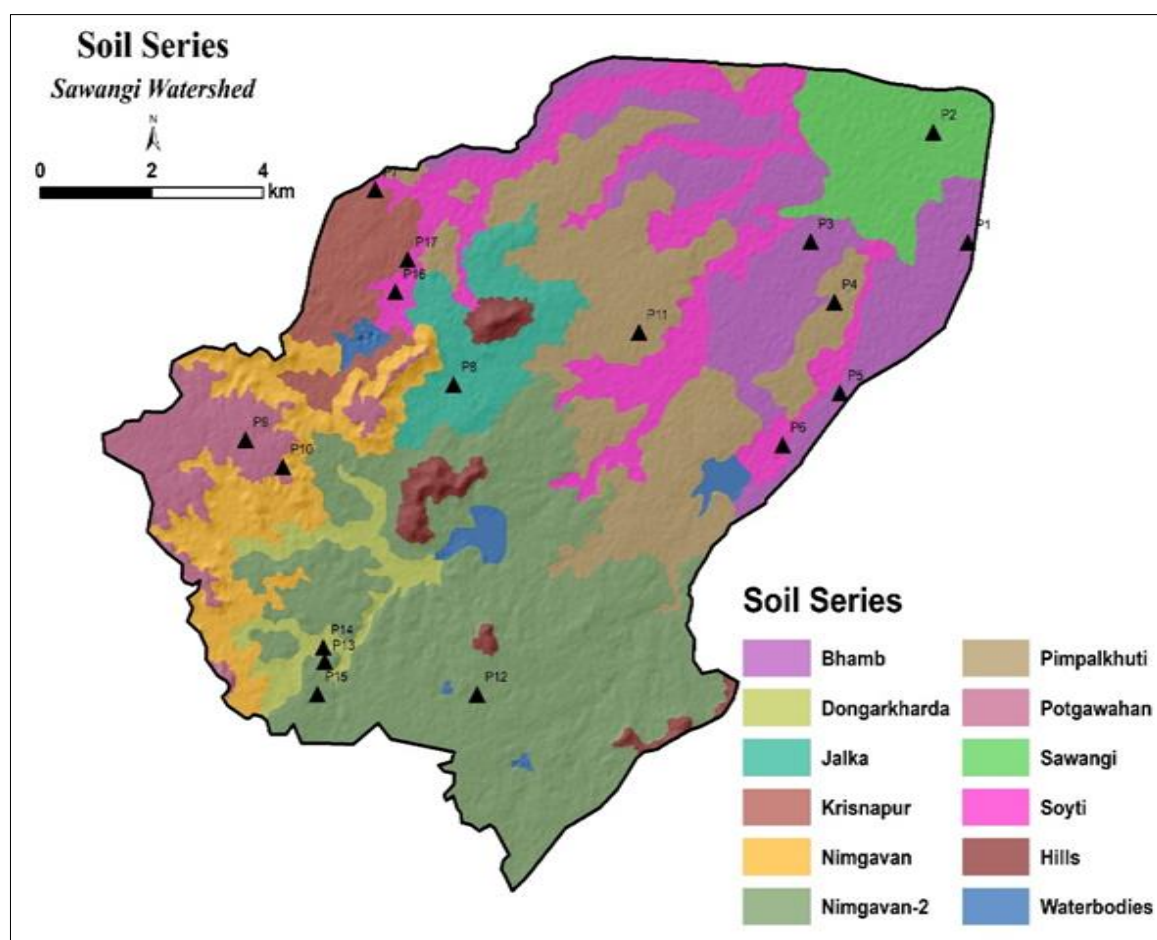 Soil Series
Sawangi Watershed
N
0 2 4
km
P2
P1
P3
P17
P16
P4
P11
P8
P5
P6
P9
P10
P14
P13
P15
P12
Soil Series
Bhamb Pimpalkhuti
Dongarkharda Potgawahan
Jalka Sawangi
Krisnapur Soyti
Nimgavan Hills
Nimgavan-2 Waterbodies